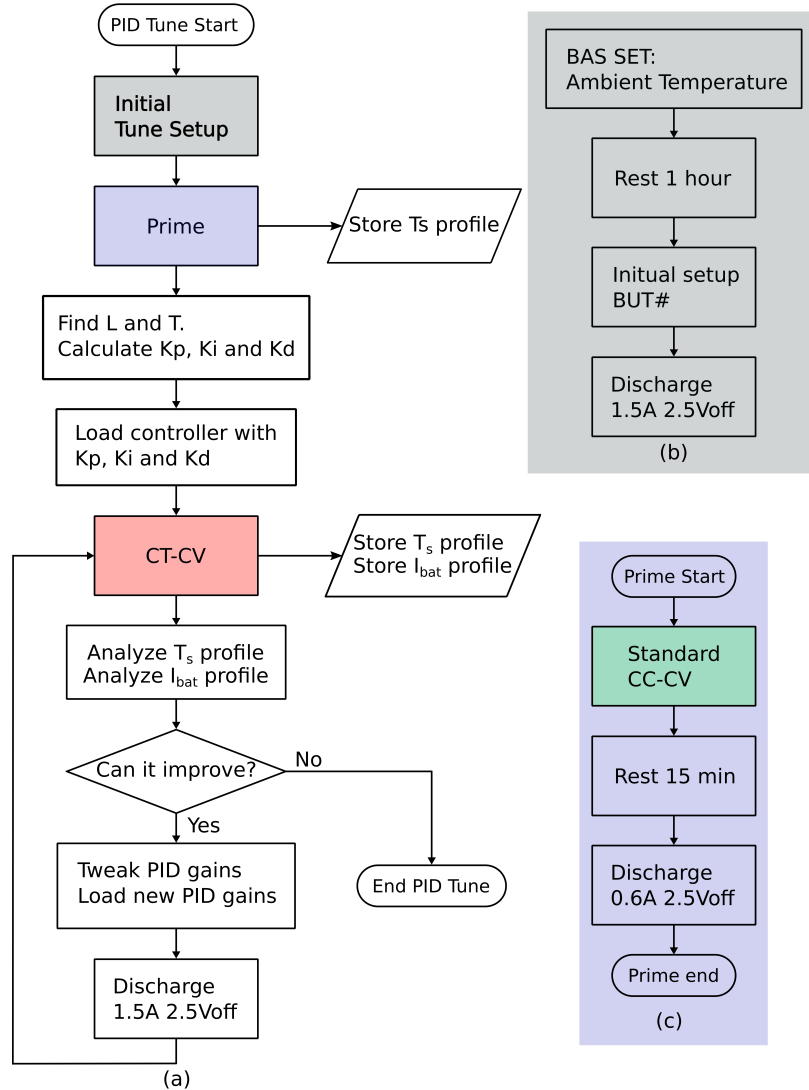 PID Tune Start
Initial
Tune Setup
Prime
Store Ts profile
Find L and T.
Calculate Kp, Ki and Kd
Load controller with
Kp, Ki and Kd
CT-CV
Store Ts profile
Store Ibat profile
Analyze Ts profile
Analyze Ibat profile
Can it improve?
No
Yes
Tweak PID gains
Load new PID gains
End PID Tune
Discharge
1.5A 2.5Voff
(a)
BAS SET:
Ambient Temperature
Rest 1 hour
Initual setup
BUT#
Discharge
1.5A 2.5Voff
(b)
Prime Start
Standard
CC-CV
Rest 15 min
Discharge
0.6A 2.5Voff
Prime end
(c)